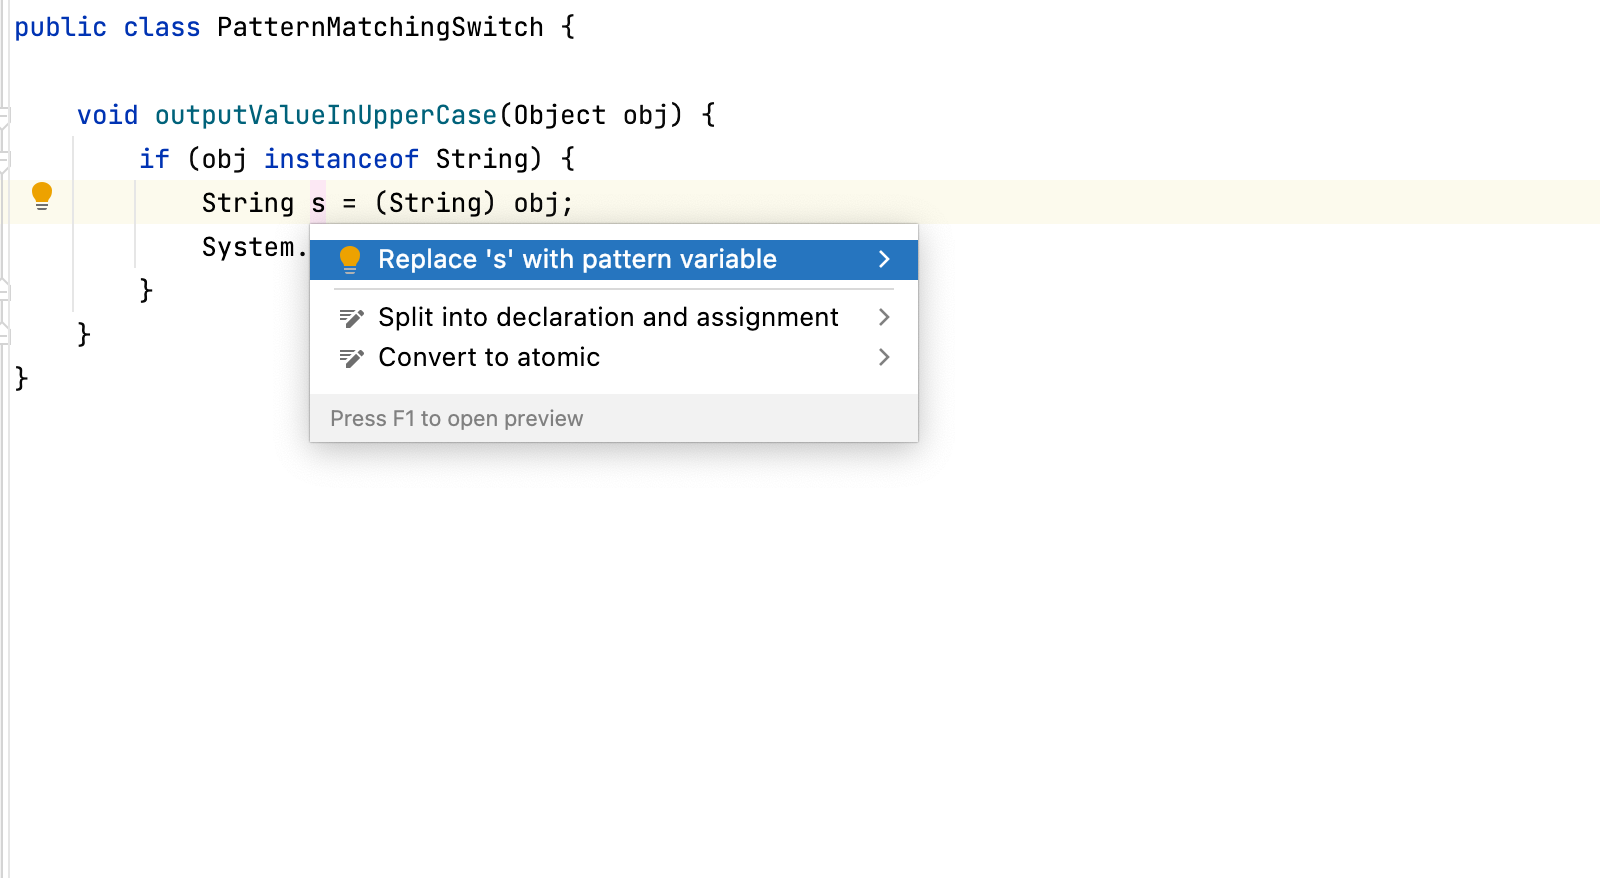 public class PatternMatchingSwitch {
void outputValueInUpperCase(Object obj) {
if (obj instanceof String) {
String s = (String) obj;
System.
}
}
}
Replace 's' with pattern variable
Split into declaration and assignment
Convert to atomic
Press F1 to open preview